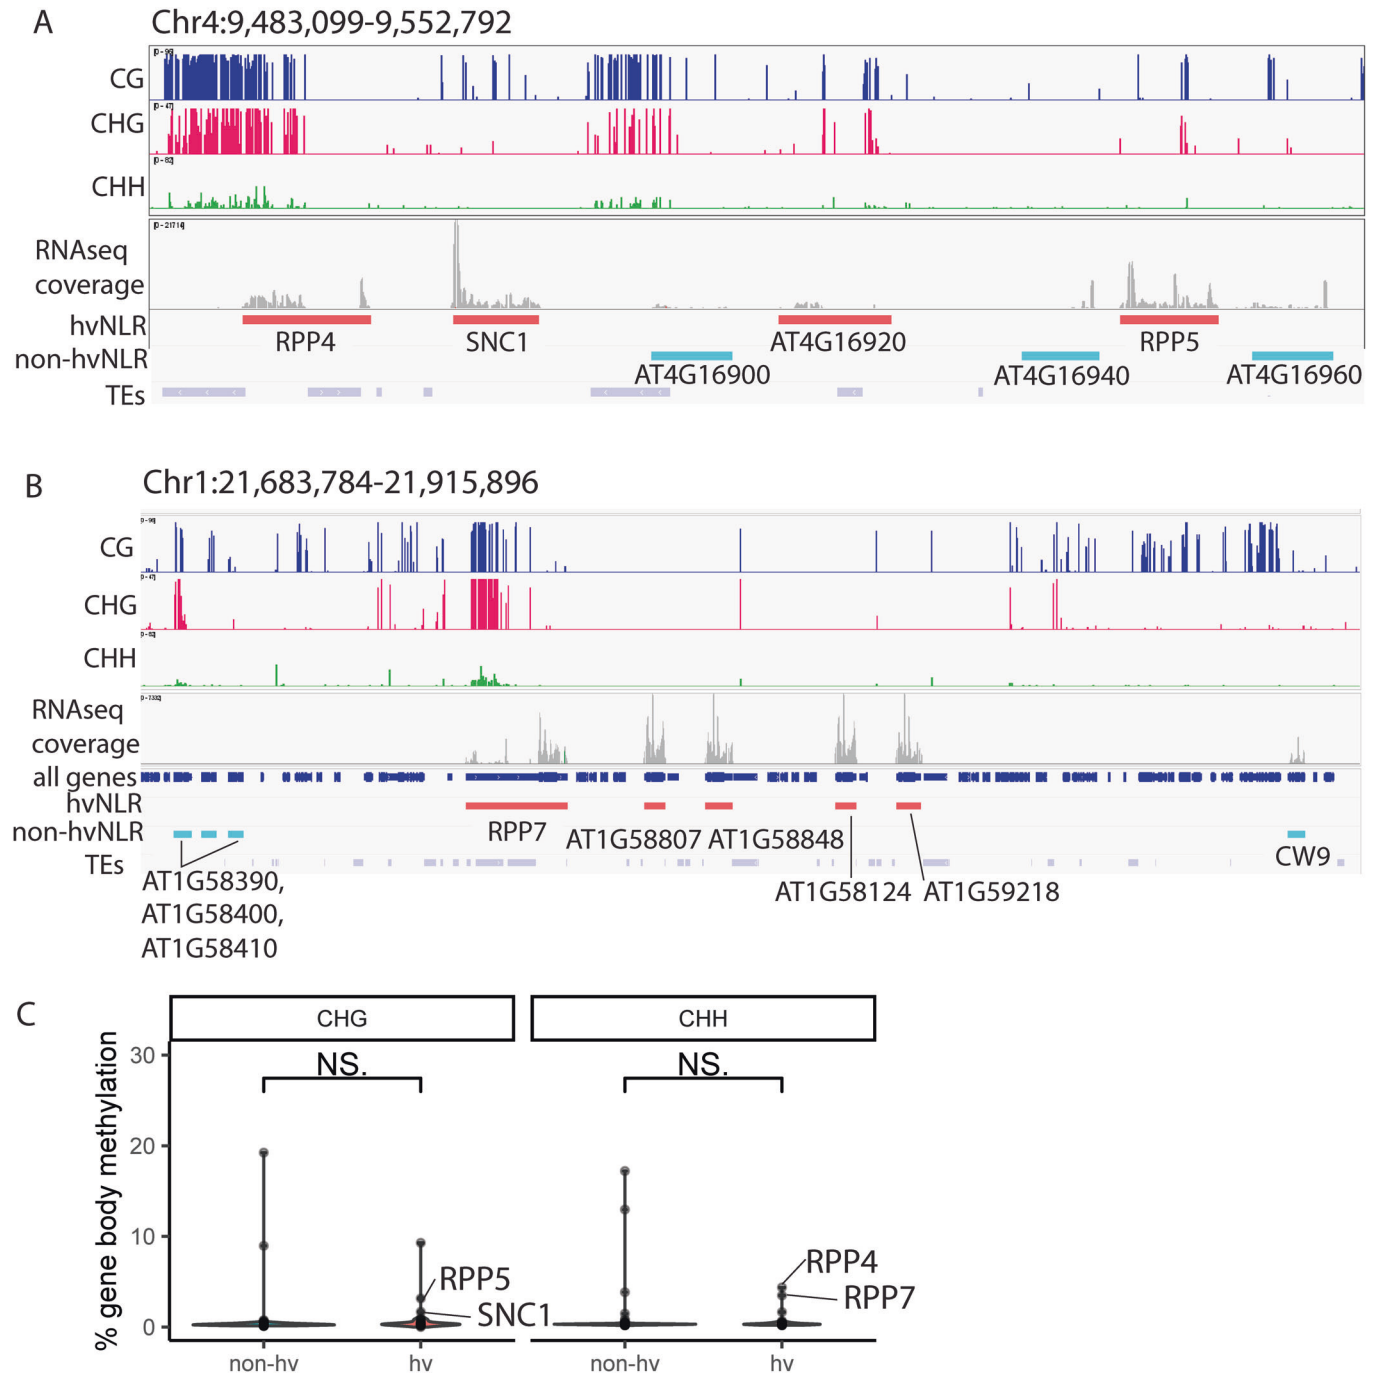 A
Chr4:9,483,099-9,552,792
CG
CHG
CHH
RNAseq
coverage
hvNLR
RPP4
SNC1
AT4G16920
RPP5
non-hvNLR
AT4G16900
AT4G16940
AT4G16960
TEs
B
Chr1:21,683,784-21,915,896
CG
CHG
CHH
RNAseq
coverage
all genes
hvNLR
non-hvNLR
RPP7
AT1G58807
AT1G58848
CW9
TEs
AT1G58390,
AT1G58400,
AT1G58410
AT1G58124
AT1G59218
C
CHG
CHH
% gene body methylation
30
20
10
0
NS.
NS.
RPP5
SNC1
RPP4
RPP7
non-hv
hv
non-hv
hv